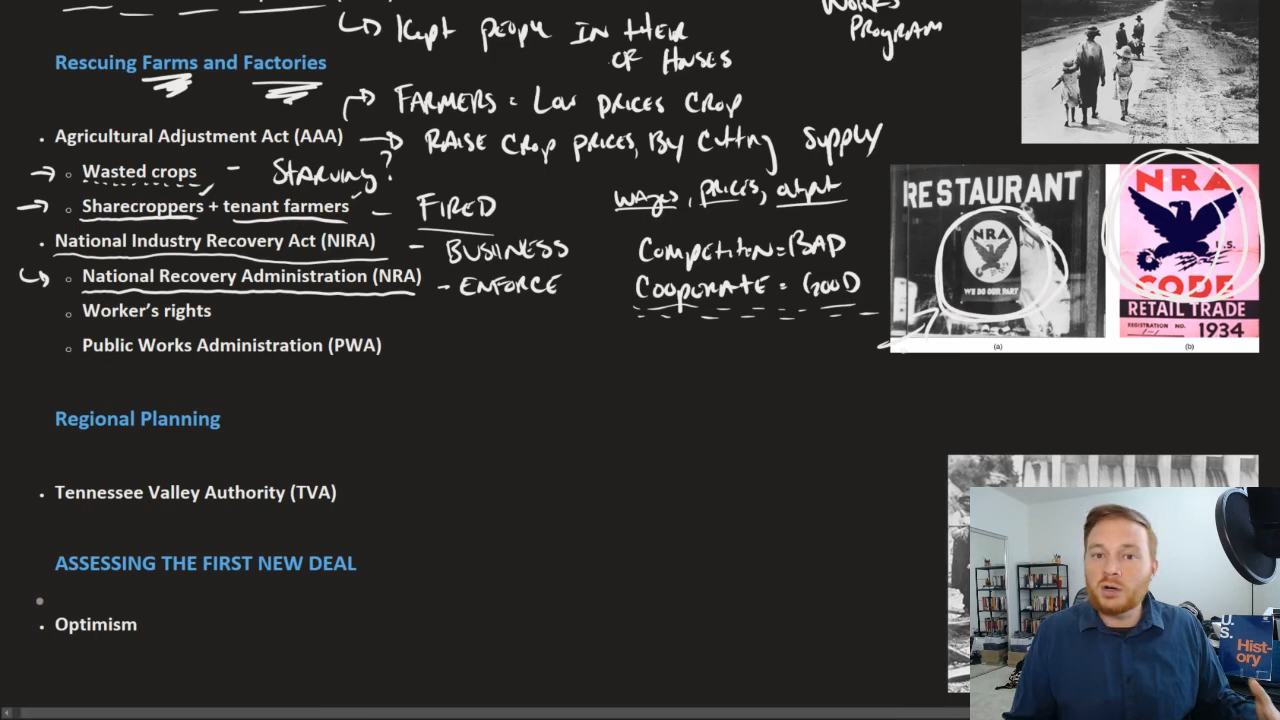 Kept people IN their
OF Houses
WORKS
PROGRAM
Rescuing Farms and Factories
FARMERS = Low prices CROP
Agricultural Adjustment Act (AAA)
RAISE CROP PRICES, By Cutting Supply
Wasted crops - STARVING?
Sharecroppers + tenant farmers - FIRED
WAGES, PRICES, output
National Industry Recovery Act (NIRA) - BUSINESS
COMPETITON = BAD
National Recovery Administration (NRA) - ENFORCE
COOPERATE = GOOD
Worker's rights
Public Works Administration (PWA)
RESTAURANT
NRA
WE DO OUR PART
(a)
NRA
U.S.
CODE
RETAIL TRADE
REGISTRATION NO. 1934
(b)
Regional Planning
Tennessee Valley Authority (TVA)
ASSESSING THE FIRST NEW DEAL
Optimism
U.
S.
Hist-
ory